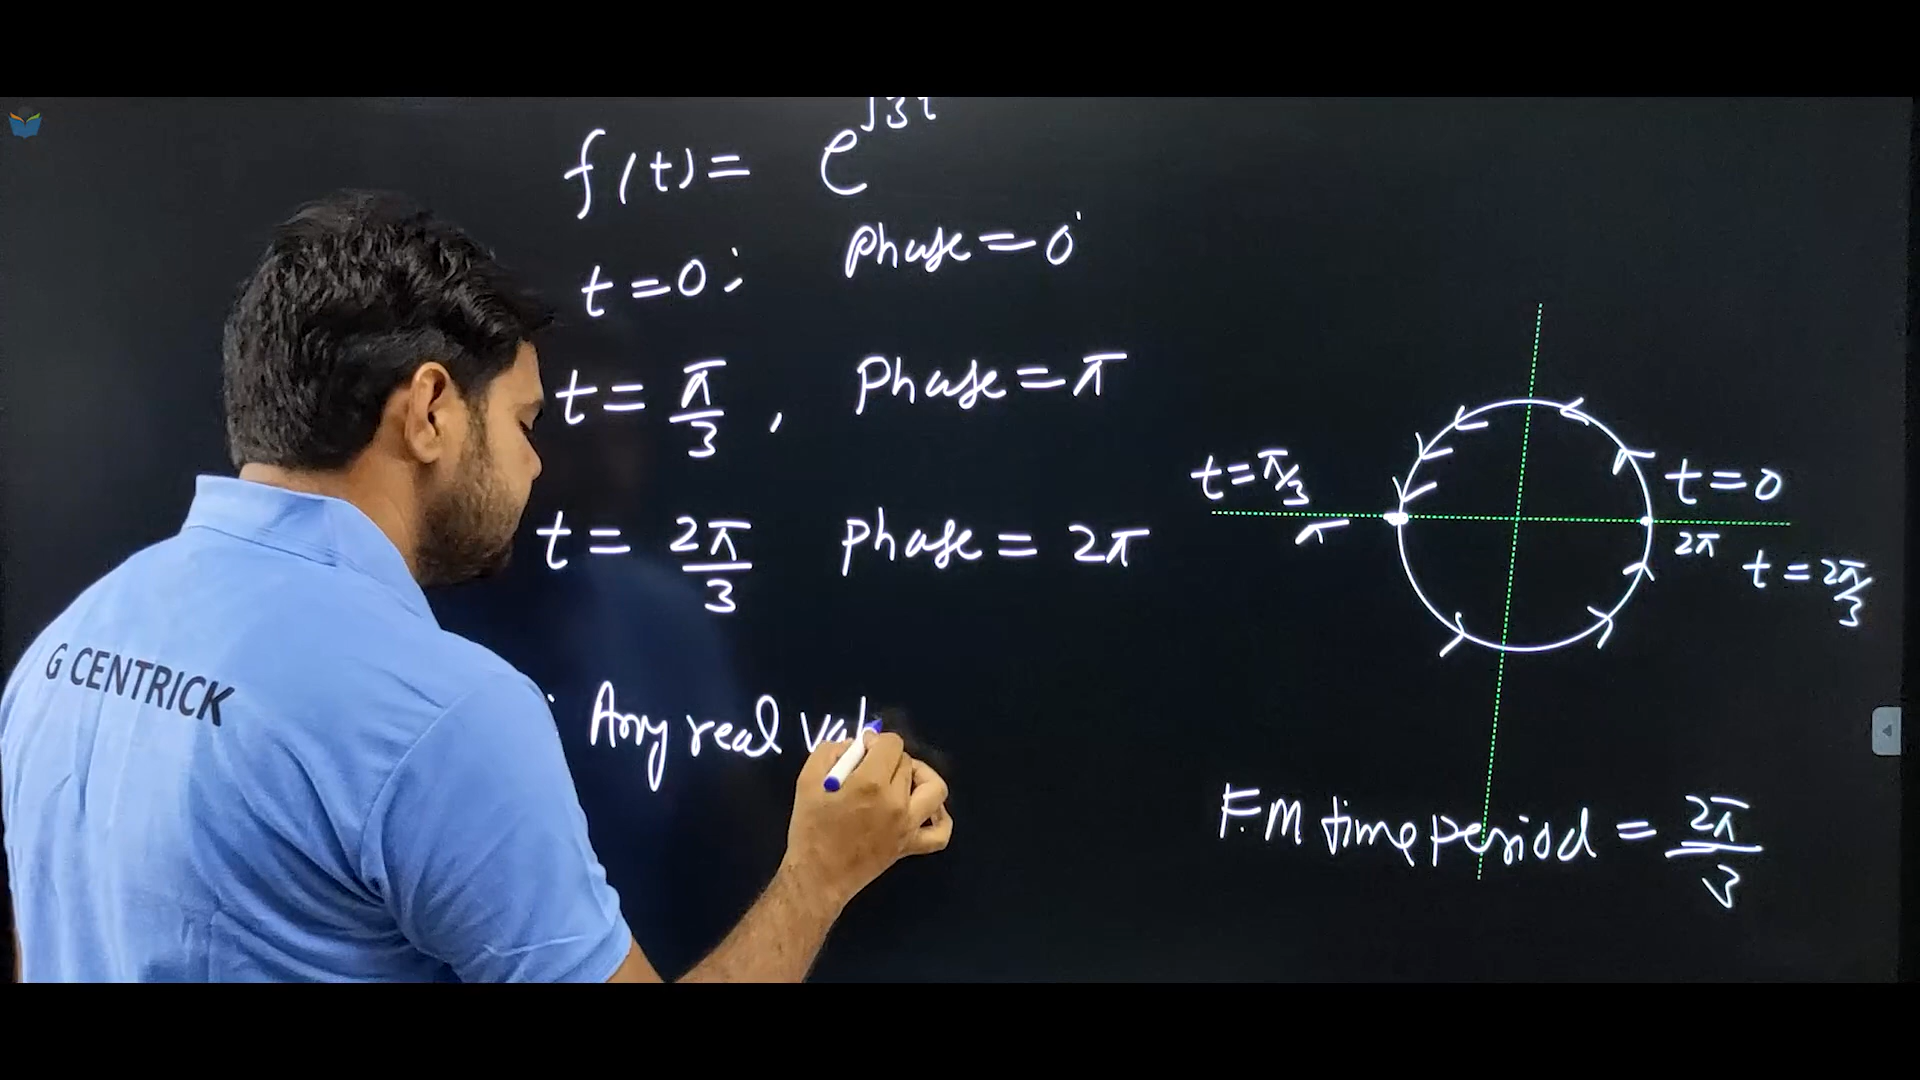 f(t) = e^j3t
t=0; Phase = 0°
t = π/3, Phase = π
t = 2π/3 Phase = 2π
Any real val
t = π/3
π
t=0
2π
t = 2π/3
F.M time period = 2π/3
G CENTRICK